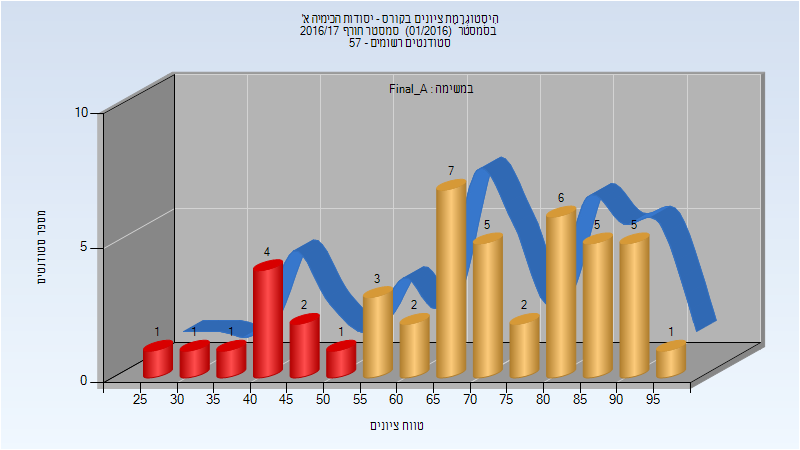 היסטוגרמת ציונים בקורס - יסודות הכימיה א'
בסמסטר (01/2016) סמסטר חורף 2016/17
סטודנטים רשומים - 57
במשימה : Final_A
מספר סטודנטים
10
5
0
1
1
1
4
2
1
3
2
7
5
2
6
5
5
1
25 30 35 40 45 50 55 60 65 70 75 80 85 90 95
טווח ציונים